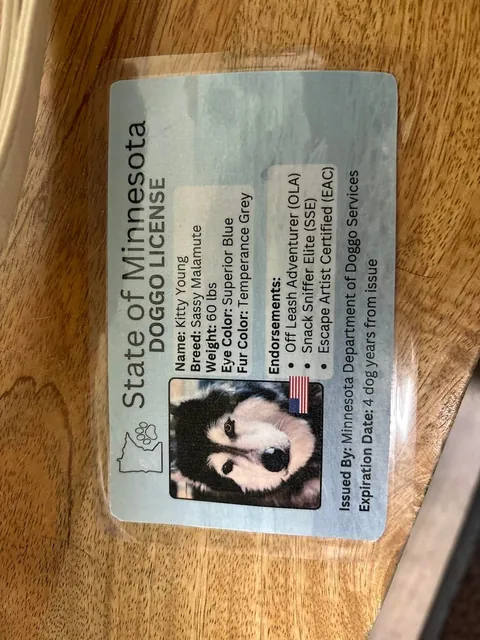 State of Minnesota
DOGGO LICENSE
Name: Kitty Young
Breed: Sassy Malamute
Weight: 60 lbs
Eye Color: Superior Blue
Fur Color: Temperance Grey
Endorsements:
• Off Leash Adventurer (OLA)
• Snack Sniffer Elite (SSE)
• Escape Artist Certified (EAC)
Issued By: Minnesota Department of Doggo Services
Expiration Date: 4 dog years from issue